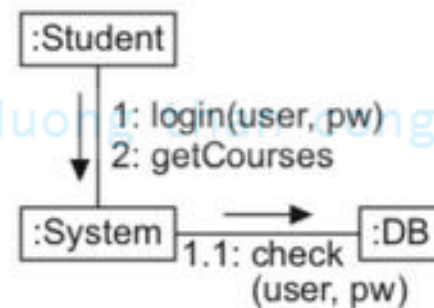 :Student
1: login(user, pw)
2: getCourses
:System
:DB
1.1: check
(user, pw)